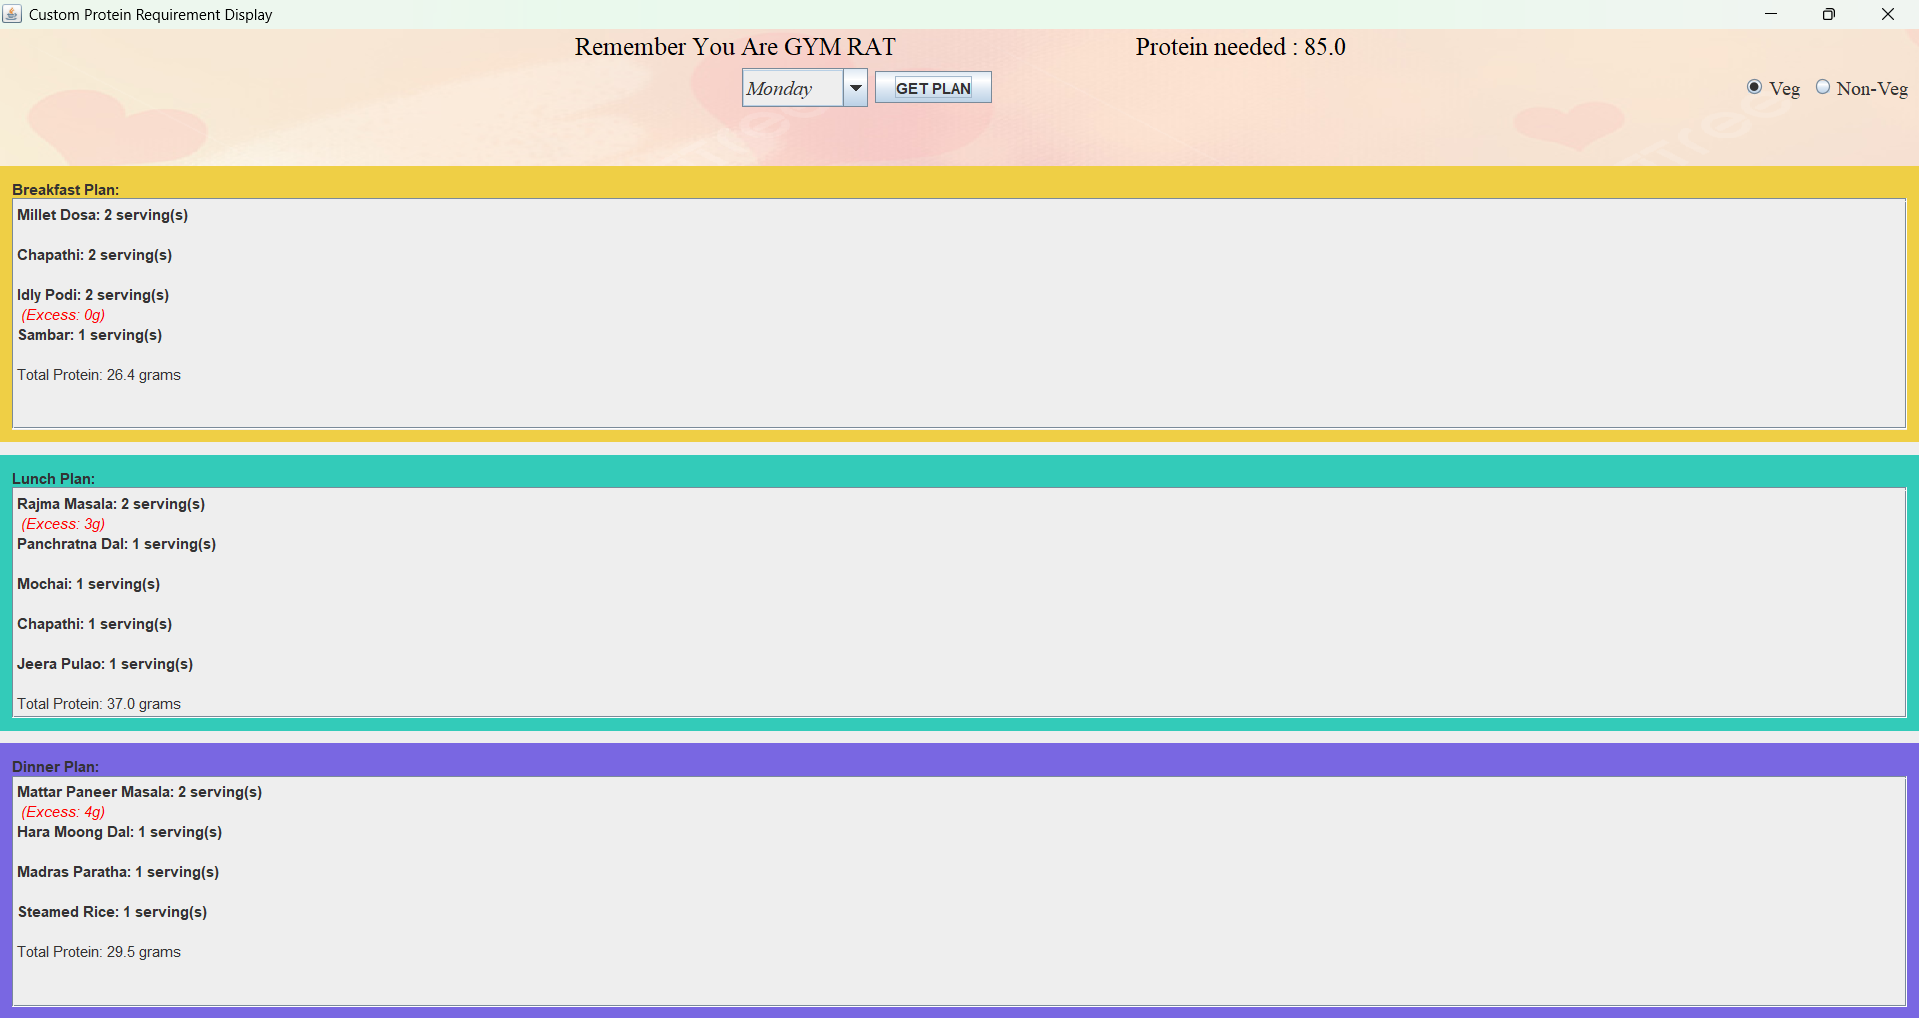 Custom Protein Requirement Display
Remember You Are GYM RAT Protein needed : 85.0
Monday GET PLAN Veg Non-Veg
Breakfast Plan:
Millet Dosa: 2 serving(s)
Chapathi: 2 serving(s)
Idly Podi: 2 serving(s)
(Excess: 0g)
Sambar: 1 serving(s)
Total Protein: 26.4 grams
Lunch Plan:
Rajma Masala: 2 serving(s)
(Excess: 3g)
Panchratna Dal: 1 serving(s)
Mochai: 1 serving(s)
Chapathi: 1 serving(s)
Jeera Pulao: 1 serving(s)
Total Protein: 37.0 grams
Dinner Plan:
Mattar Paneer Masala: 2 serving(s)
(Excess: 4g)
Hara Moong Dal: 1 serving(s)
Madras Paratha: 1 serving(s)
Steamed Rice: 1 serving(s)
Total Protein: 29.5 grams